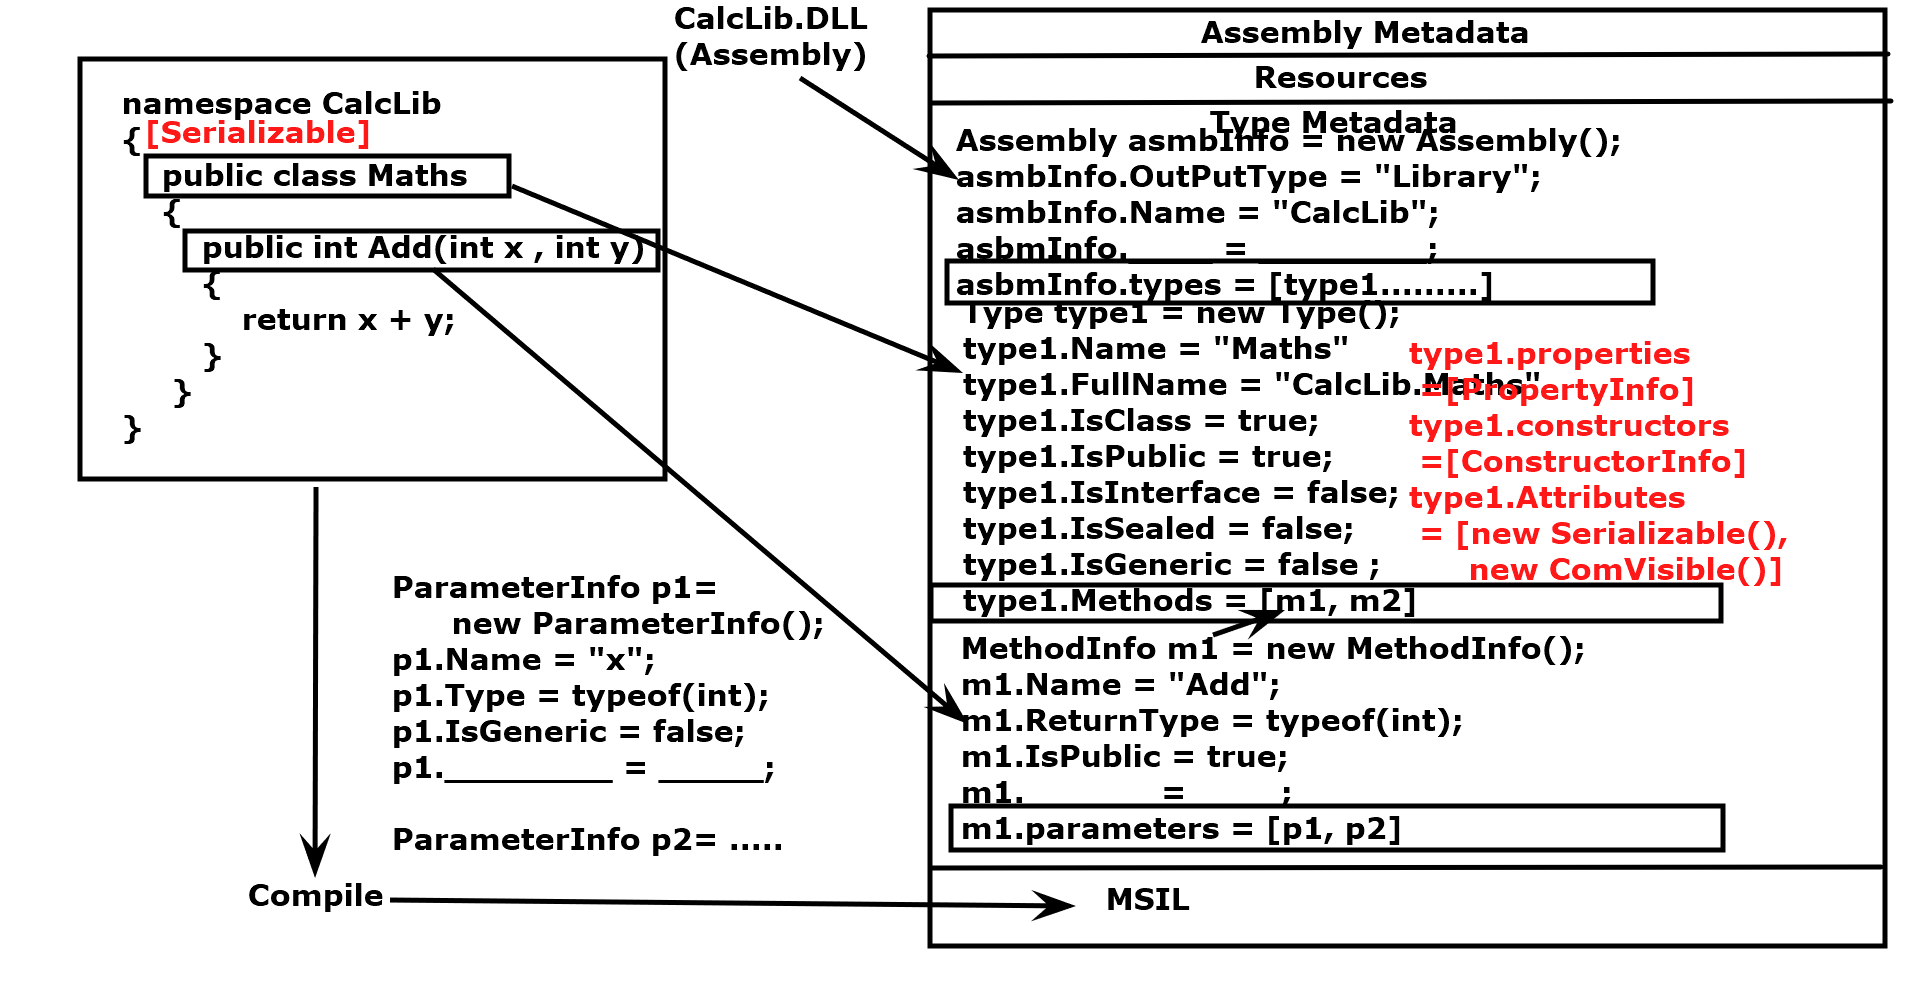 CalcLib.DLL
(Assembly)
namespace CalcLib
{
[Serializable]
public class Maths
{
public int Add(int x , int y)
{
return x + y;
}
}
}
ParameterInfo p1=
new ParameterInfo();
p1.Name = "x";
p1.Type = typeof(int);
p1.IsGeneric = false;
p1.__________ = ______;
ParameterInfo p2= .....
Compile
Assembly Metadata
Resources
Type Metadata
Assembly asmbInfo = new Assembly();
asmbInfo.OutPutType = "Library";
asmbInfo.Name = "CalcLib";
asbmInfo._____ = __________;
asbmInfo.types = [type1.........]
Type type1 = new Type();
type1.Name = "Maths"
type1.FullName = "CalcLib.Maths"
type1.IsClass = true;
type1.IsPublic = true;
type1.IsInterface = false;
type1.IsSealed = false;
type1.IsGeneric = false ;
type1.Methods = [m1, m2]
type1.properties
=[PropertyInfo]
type1.constructors
=[ConstructorInfo]
type1.Attributes
= [new Serializable(),
new ComVisible()]
MethodInfo m1 = new MethodInfo();
m1.Name = "Add";
m1.ReturnType = typeof(int);
m1.IsPublic = true;
m1.________ = _____;
m1.parameters = [p1, p2]
MSIL